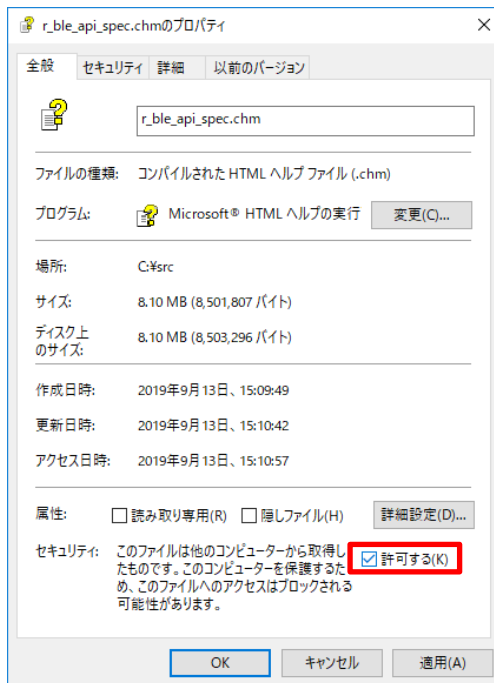 r_ble_api_spec.chmのプロパティ
全般 セキュリティ 詳細 以前のバージョン
r_ble_api_spec.chm
ファイルの種類: コンパイルされた HTML ヘルプ ファイル (.chm)
プログラム: Microsoft® HTML ヘルプの実行 変更(C)...
場所: C:¥src
サイズ: 8.10 MB (8,501,807 バイト)
ディスク上
のサイズ: 8.10 MB (8,503,296 バイト)
作成日時: 2019年9月13日、15:09:49
更新日時: 2019年9月13日、15:10:42
アクセス日時: 2019年9月13日、15:10:57
属性: 読み取り専用(R) 隠しファイル(H) 詳細設定(D)...
セキュリティ: このファイルは他のコンピューターから取得し
たものです。このコンピューターを保護するた
め、このファイルへのアクセスはブロックされる
可能性があります。
許可する(K)
OK キャンセル 適用(A)